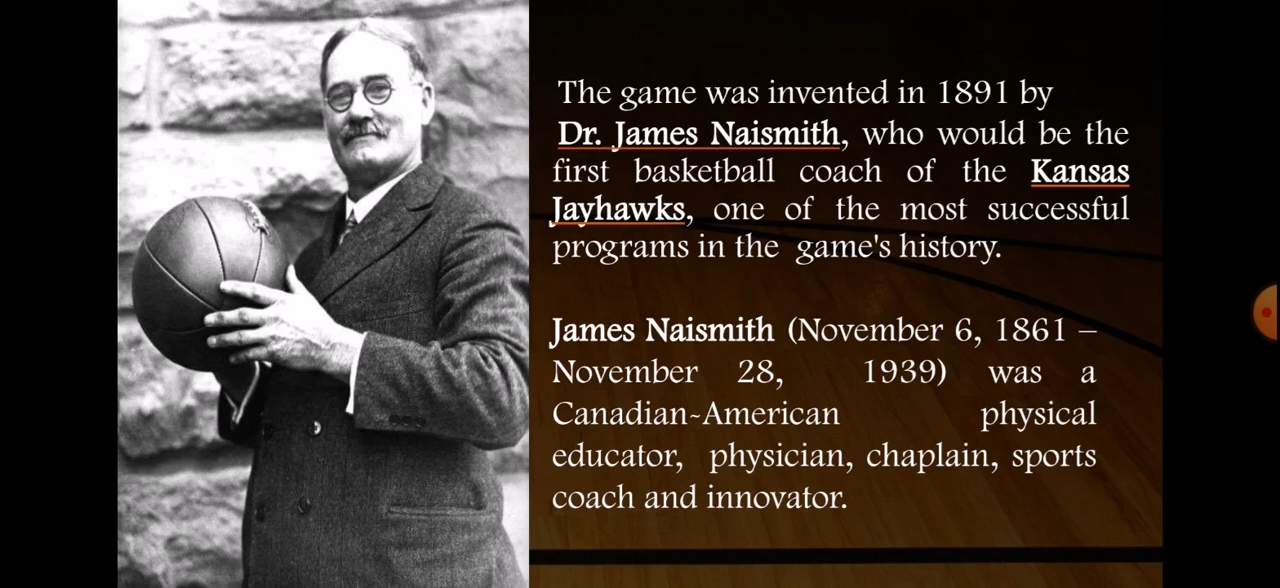 The game was invented in 1891 by
Dr. James Naismith, who would be the
first basketball coach of the Kansas
Jayhawks, one of the most successful
programs in the game's history.
James Naismith (November 6, 1861 –
November 28, 1939) was a
Canadian-American physical
educator, physician, chaplain, sports
coach and innovator.